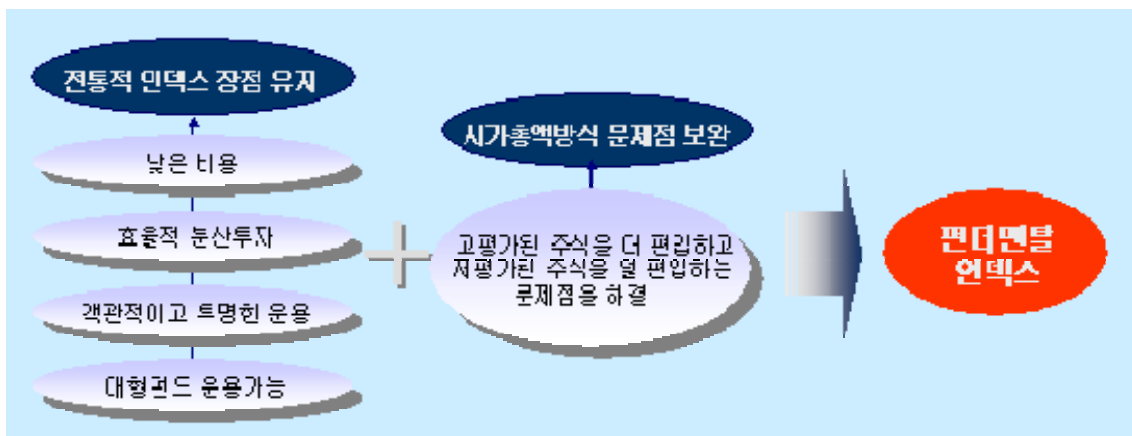 전통적 인덱스 장점 유지
낮은 비용
효율적 분산투자
객관적이고 투명한 운용
대형펀드 운용가능
시가총액방식 문제점 보완
고평가된 주식을 더 편입하고
저평가된 주식을 덜 편입하는
문제점을 해결
펀더멘탈
인덱스